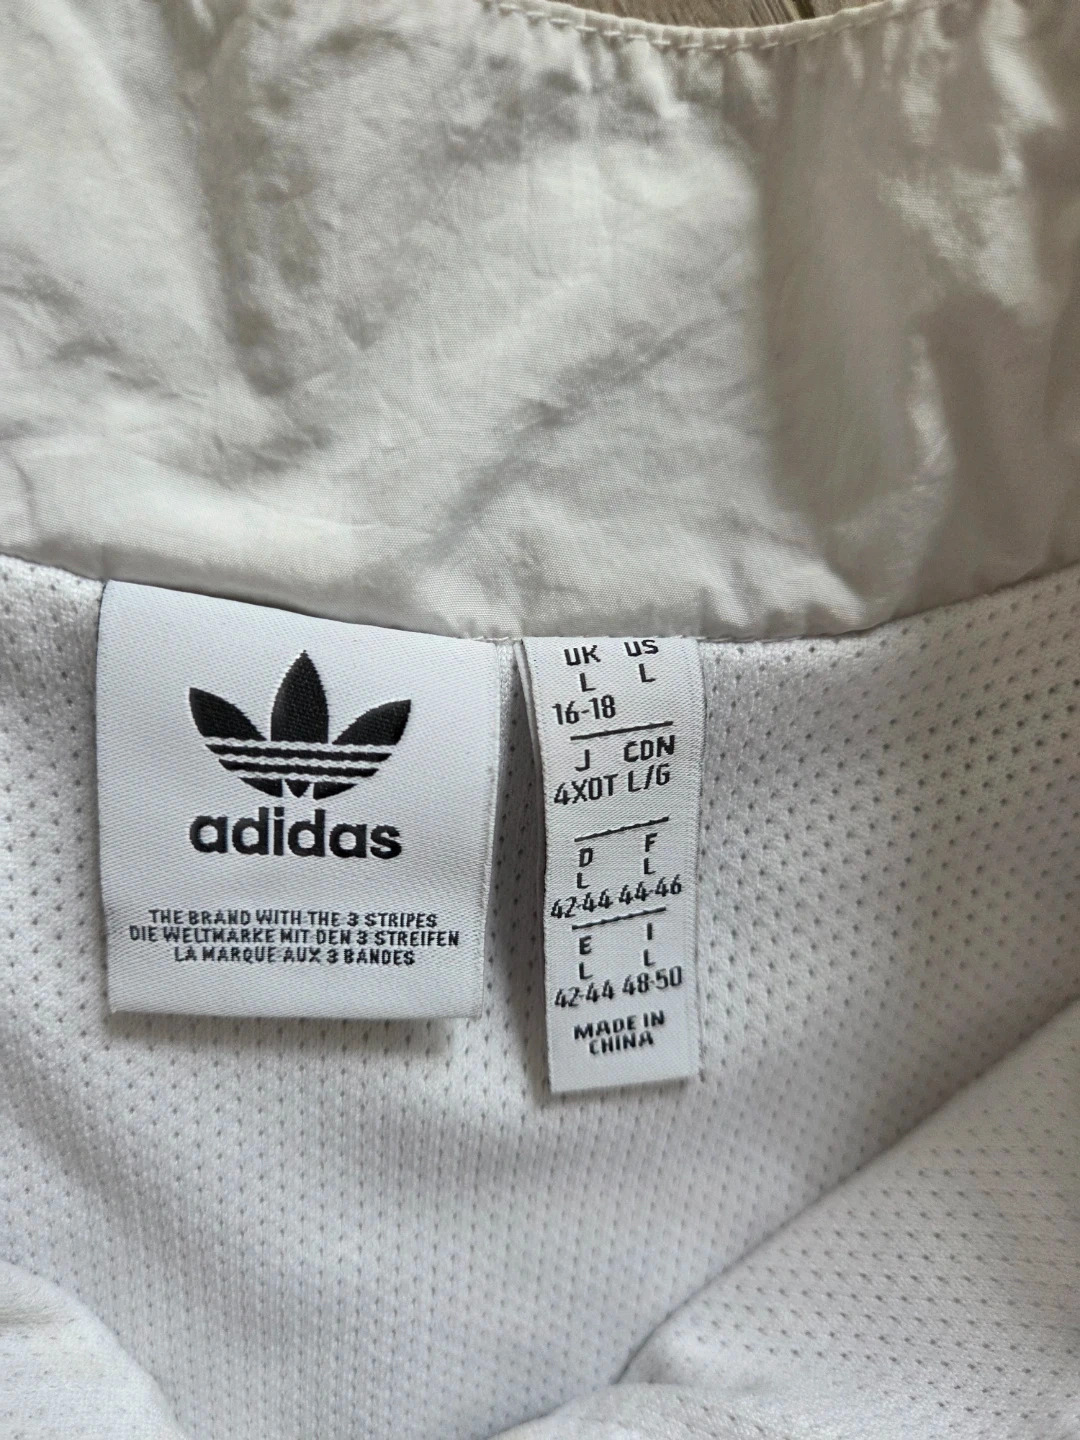 adidas
THE BRAND WITH THE 3 STRIPES
DIE WELTMARKE MIT DEN 3 STREIFEN
LA MARQUE AUX 3 BANDES
UK US
L L
16-18
J CDN
4XOT L/G
D F
L L
42-44 44-46
E I
L L
42-44 48-50
MADE IN
CHINA